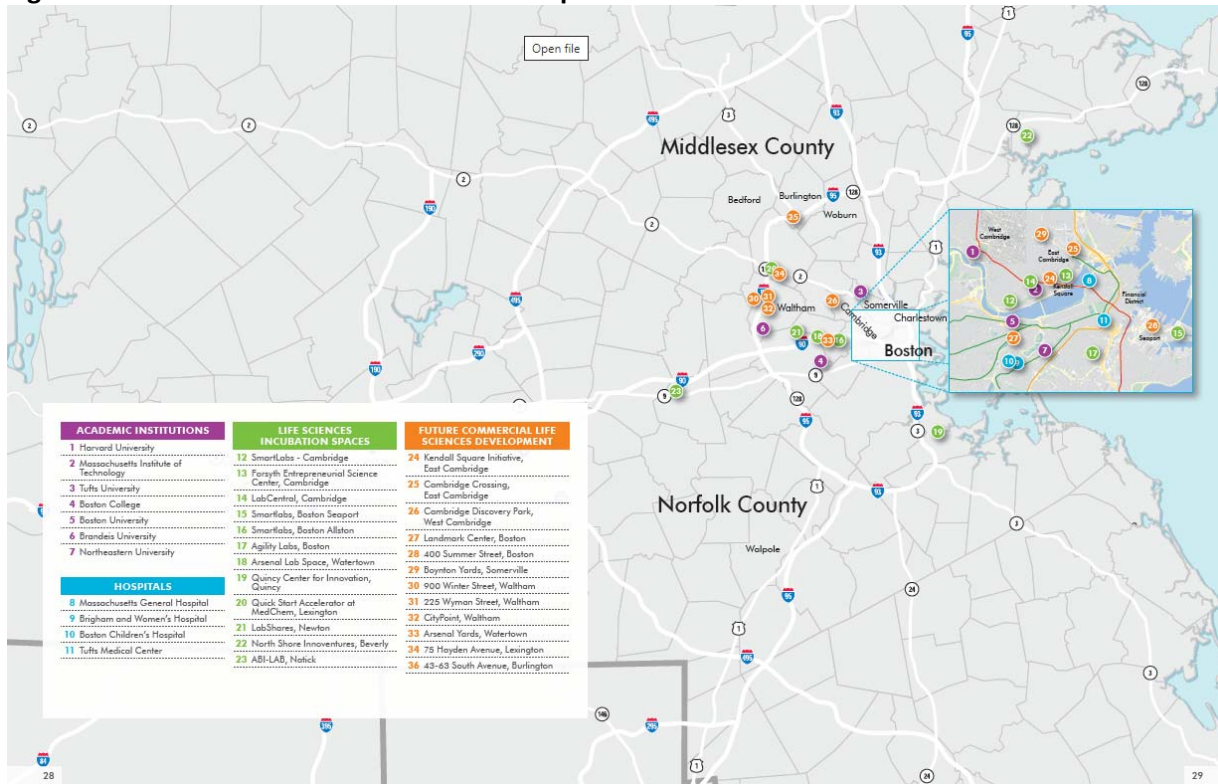 Open file
Middlesex County
Bedford
Burlington
Woburn
Waltham
Somerville
Cambridge
Charlestown
Boston
Norfolk County
Walpole
West
Cambridge
East
Cambridge
Kendall
Square
Financial
District
Seaport
ACADEMIC INSTITUTIONS
1 Harvard University
2 Massachusetts Institute of
Technology
3 Tufts University
4 Boston College
5 Boston University
6 Brandeis University
7 Northeastern University
HOSPITALS
8 Massachusetts General Hospital
9 Brigham and Women's Hospital
10 Boston Children's Hospital
11 Tufts Medical Center
LIFE SCIENCES
INCUBATION SPACES
12 SmartLabs - Cambridge
13 Forsyth Entrepreneurial Science
Center, Cambridge
14 LabCentral, Cambridge
15 Smartlabs, Boston Seaport
16 Smartlabs, Boston Allston
17 Agility Labs, Boston
18 Arsenal Lab Space, Watertown
19 Quincy Center for Innovation,
Quincy
20 Quick Start Accelerator at
MedChem, Lexington
21 LabShares, Newton
22 North Shore Innoventures, Beverly
23 ABI-LAB, Natick
FUTURE COMMERCIAL LIFE
SCIENCES DEVELOPMENT
24 Kendall Square Initiative,
East Cambridge
25 Cambridge Crossing,
East Cambridge
26 Cambridge Discovery Park,
West Cambridge
27 Landmark Center, Boston
28 400 Summer Street, Boston
29 Boynton Yards, Somerville
30 900 Winter Street, Waltham
31 225 Wyman Street, Waltham
32 CityPoint, Waltham
33 Arsenal Yards, Watertown
34 75 Hayden Avenue, Lexington
36 43-63 South Avenue, Burlington
28
29